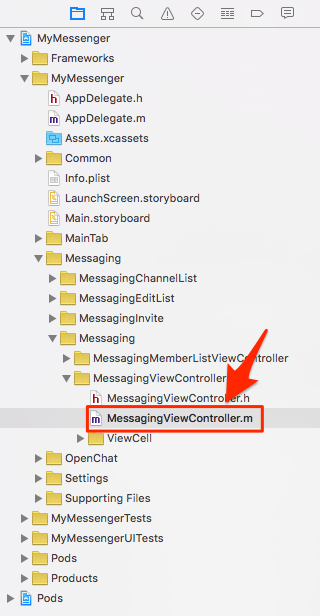 MyMessenger
Frameworks
MyMessenger
AppDelegate.h
AppDelegate.m
Assets.xcassets
Common
Info.plist
LaunchScreen.storyboard
Main.storyboard
MainTab
Messaging
MessagingChannelList
MessagingEditList
MessagingInvite
Messaging
MessagingMemberListViewController
MessagingViewController
MessagingViewController.h
MessagingViewController.m
ViewCell
OpenChat
Settings
Supporting Files
MyMessengerTests
MyMessengerUITests
Pods
Products
Pods